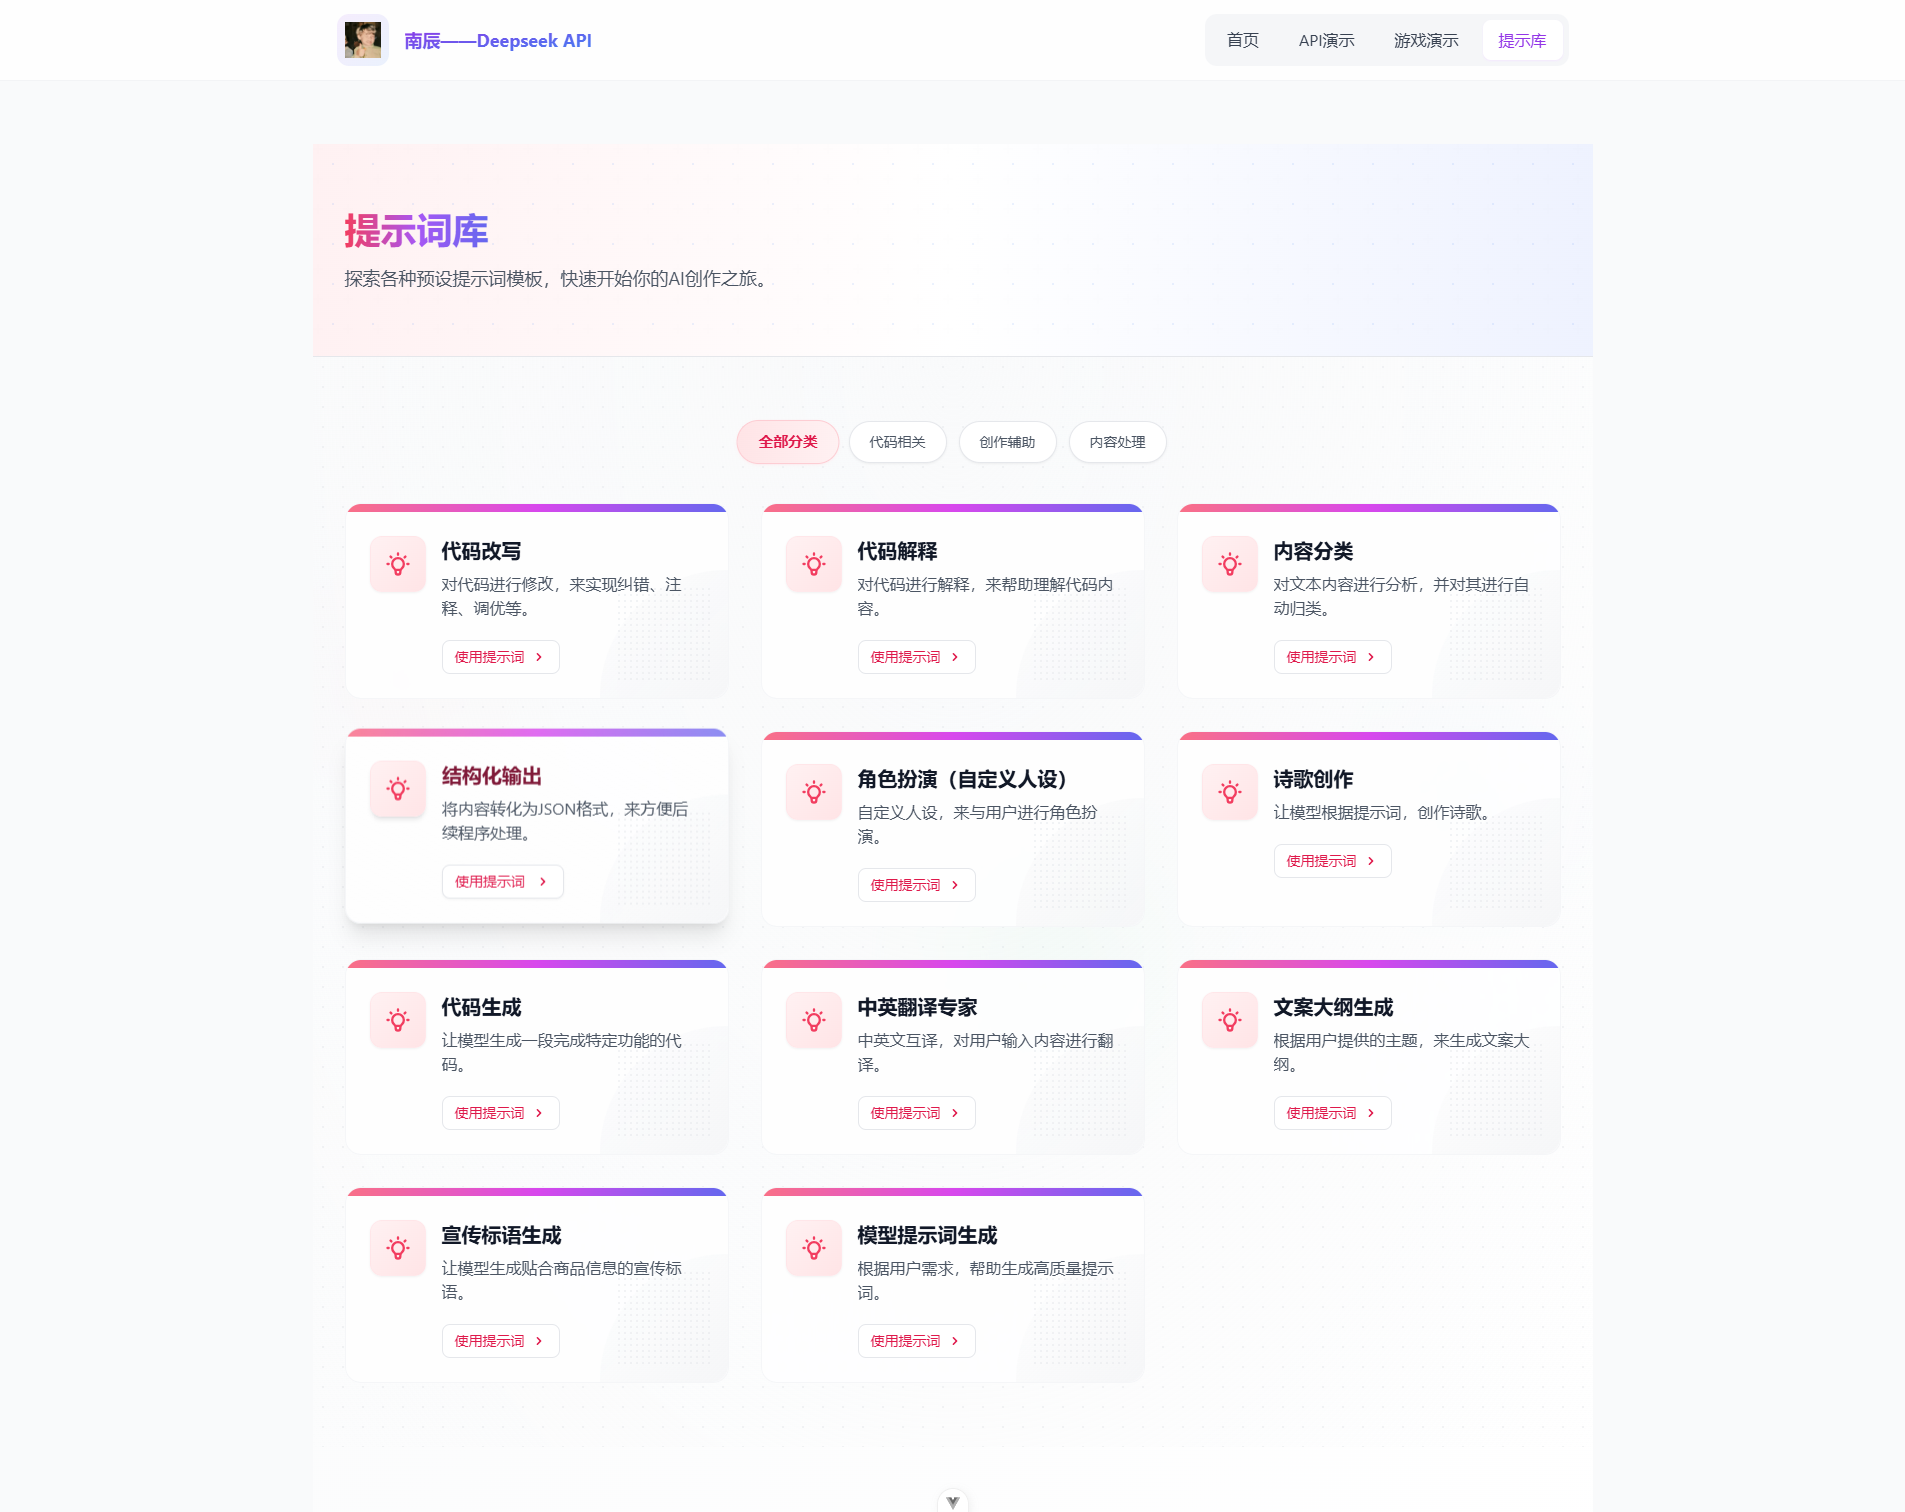 南辰——Deepseek API
首页
API演示
游戏演示
提示库
提示词库
探索各种预设提示词模板，快速开始你的AI创作之旅。
全部分类
代码相关
创作辅助
内容处理
代码改写
对代码进行修改，来实现纠错、注
释、调优等。
使用提示词
代码解释
对代码进行解释，来帮助理解代码内
容。
使用提示词
内容分类
对文本内容进行分析，并对其进行自
动归类。
使用提示词
结构化输出
将内容转化为JSON格式，来方便后
续程序处理。
使用提示词
角色扮演（自定义人设）
自定义人设，来与用户进行角色扮
演。
使用提示词
诗歌创作
让模型根据提示词，创作诗歌。
使用提示词
代码生成
让模型生成一段完成特定功能的代
码。
使用提示词
中英翻译专家
中英文互译，对用户输入内容进行翻
译。
使用提示词
文案大纲生成
根据用户提供的主题，来生成文案大
纲。
使用提示词
宣传标语生成
让模型生成贴合商品信息的宣传标
语。
使用提示词
模型提示词生成
根据用户需求，帮助生成高质量提示
词。
使用提示词